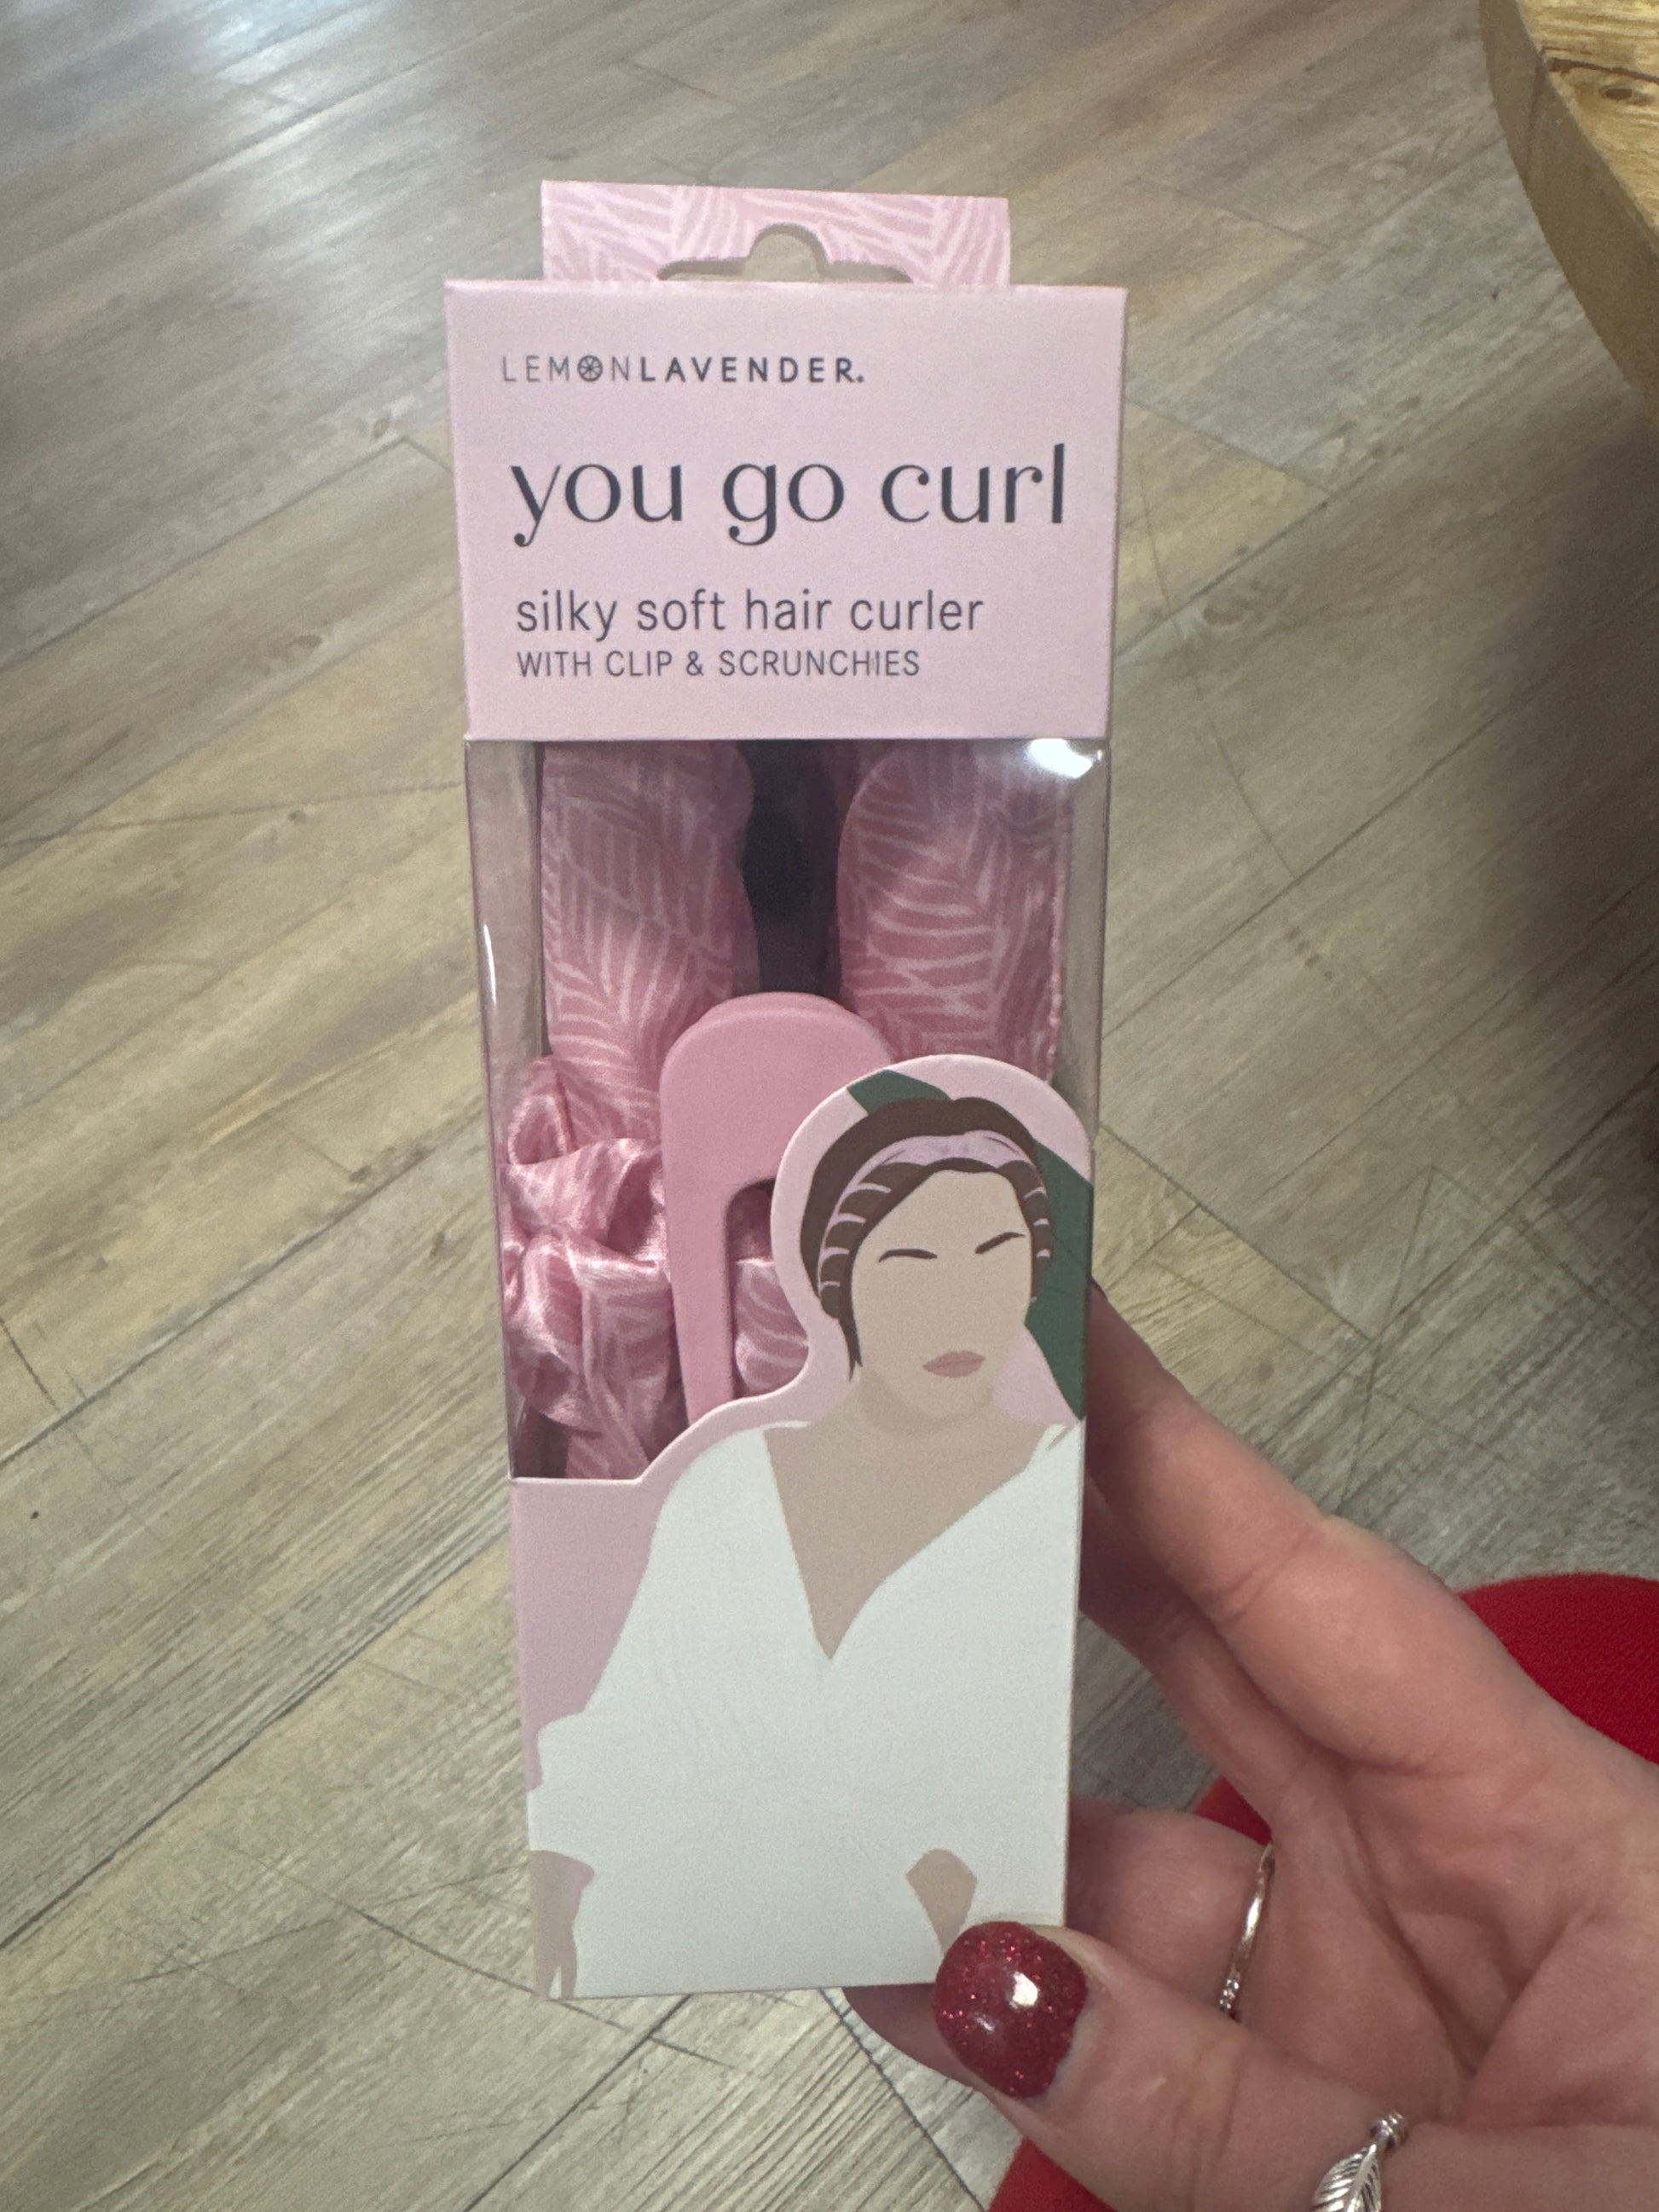 LEMONLAVENDER.
you go curl
silky soft hair curler
WITH CLIP & SCRUNCHIES